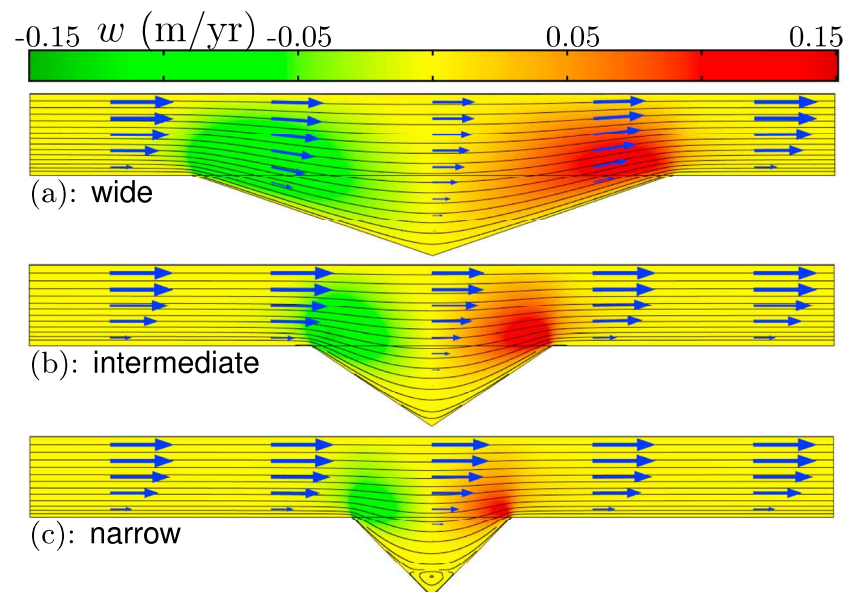 -0.15 w (m/yr) -0.05 0.05 0.15
(a): wide
(b): intermediate
(c): narrow